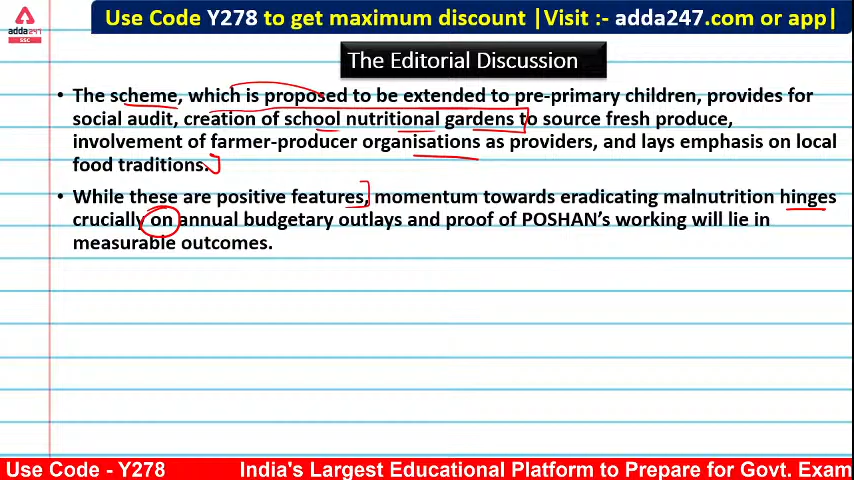 Use Code Y278 to get maximum discount |Visit :- adda247.com or app|
adda247
SSC
The Editorial Discussion
• The scheme, which is proposed to be extended to pre-primary children, provides for
social audit, creation of school nutritional gardens to source fresh produce,
involvement of farmer-producer organisations as providers, and lays emphasis on local
food traditions.
• While these are positive features, momentum towards eradicating malnutrition hinges
crucially on annual budgetary outlays and proof of POSHAN's working will lie in
measurable outcomes.
Use Code - Y278 India's Largest Educational Platform to Prepare for Govt. Exam